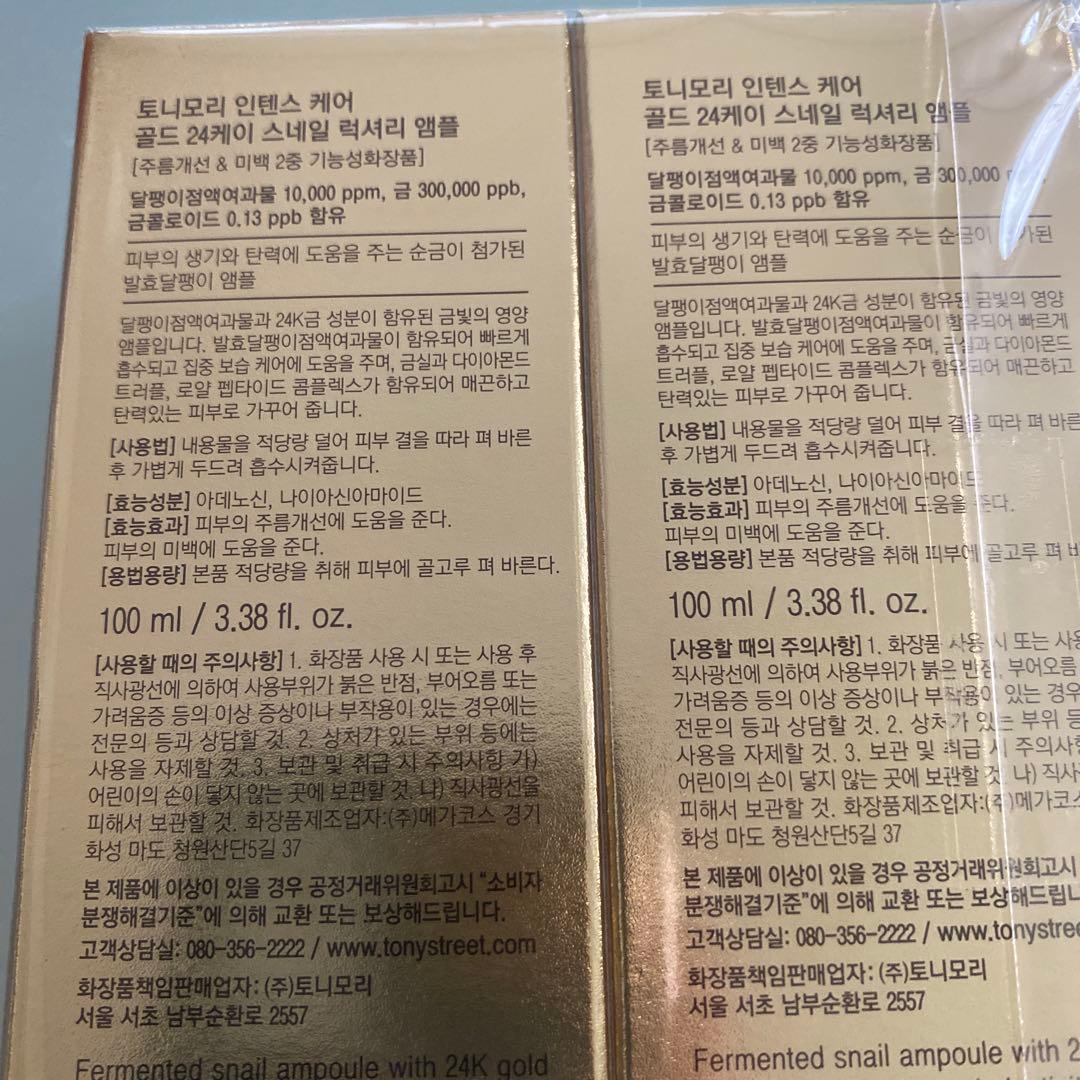 토니모리 인텐스 케어
골드 24케이 스네일 럭셔리 앰플
[주름개선 & 미백 2중 기능성화장품]
달팽이점액여과물 10,000 ppm, 금 300,000 ppb,
금콜로이드 0.13 ppb 함유
피부의 생기와 탄력에 도움을 주는 순금이 첨가된
발효달팽이 앰플
달팽이점액여과물과 24K금 성분이 함유된 금빛의 영양
앰플입니다. 발효달팽이점액여과물이 함유되어 빠르게
흡수되고 집중 보습 케어에 도움을 주며, 금실과 다이아몬드
트러플, 로얄 펩타이드 콤플렉스가 함유되어 매끈하고
탄력있는 피부로 가꾸어 줍니다.
[사용법] 내용물을 적당량 덜어 피부 결을 따라 펴 바른
후 가볍게 두드려 흡수시켜줍니다.
[효능성분] 아데노신, 나이아신아마이드
[효능효과] 피부의 주름개선에 도움을 준다.
피부의 미백에 도움을 준다.
[용법용량] 본품 적당량을 취해 피부에 골고루 펴 바른다.
100 ml / 3.38 fl. oz.
[사용할 때의 주의사항] 1. 화장품 사용 시 또는 사용 후
직사광선에 의하여 사용부위가 붉은 반점, 부어오름 또는
가려움증 등의 이상 증상이나 부작용이 있는 경우에는
전문의 등과 상담할 것. 2. 상처가 있는 부위 등에는
사용을 자제할 것. 3. 보관 및 취급 시 주의사항 가)
어린이의 손이 닿지 않는 곳에 보관할 것. 나) 직사광선을
피해서 보관할 것. 화장품제조업자:(주)메가코스 경기
화성 마도 청원산단5길 37
본 제품에 이상이 있을 경우 공정거래위원회고시 "소비자
분쟁해결기준"에 의해 교환 또는 보상해드립니다.
고객상담실: 080-356-2222 / www.tonystreet.com
화장품책임판매업자: (주)토니모리
서울 서초 남부순환로 2557
Fermented snail ampoule with 24K gold
토니모리 인텐스 케어
골드 24케이 스네일 럭셔리 앰플
[주름개선 & 미백 2중 기능성화장품]
달팽이점액여과물 10,000 ppm, 금
금콜로이드 0.13 ppb 함유
피부의 생기와 탄력에 도움을 주는 순금이
발효달팽이 앰플
달팽이점액여과물과 24K금 성분이 함유된 금빛의 영양
앰플입니다. 발효달팽이점액여과물이 함유되어 빠르게
흡수되고 집중 보습 케어에 도움을 주며, 금실과 다이아몬드
트러플, 로얄 펩타이드 콤플렉스가 함유되어 매끈하고
탄력있는 피부로 가꾸어 줍니다.
[사용법] 내용물을 적당량 덜어 피부 결을 따라 펴 바른
후 가볍게 두드려 흡수시켜줍니다.
[효능성분] 아데노신,
[효능효과] 피부의 주름개선에 도움을
피부의 미백에 도움을 준다.
[용법용량] 본품 적당량을 취해 피부에 골고루 펴
100 ml / 3.38 fl. oz.
[사용할 때의 주의사항] 1. 화장품 사용 시 또는
직사광선에 의하여 사용부위가 붉은 반점, 부어오름
가려움증 등의 이상 증상이나 부작용이 있는 경우
전문의 등과 상담할 것. 2. 상처가 있는 부위
사용을 자제할 것. 3. 보관 및 취급 시
어린이의 손이 닿지 않는 곳에 보관할 것. 나)
피해서 보관할 것. 화장품제조업자:(주)메가코스
화성 마도 청원산단5길 37
본 제품에 이상이 있을 경우 공정거래위원회고시
분쟁해결기준"에 의해 교환 또는
고객상담실: 080-356-2222 /
화장품책임판매업자: (주)토니모리
서울 서초 남부순환로 2557
Fermented snail ampoule with